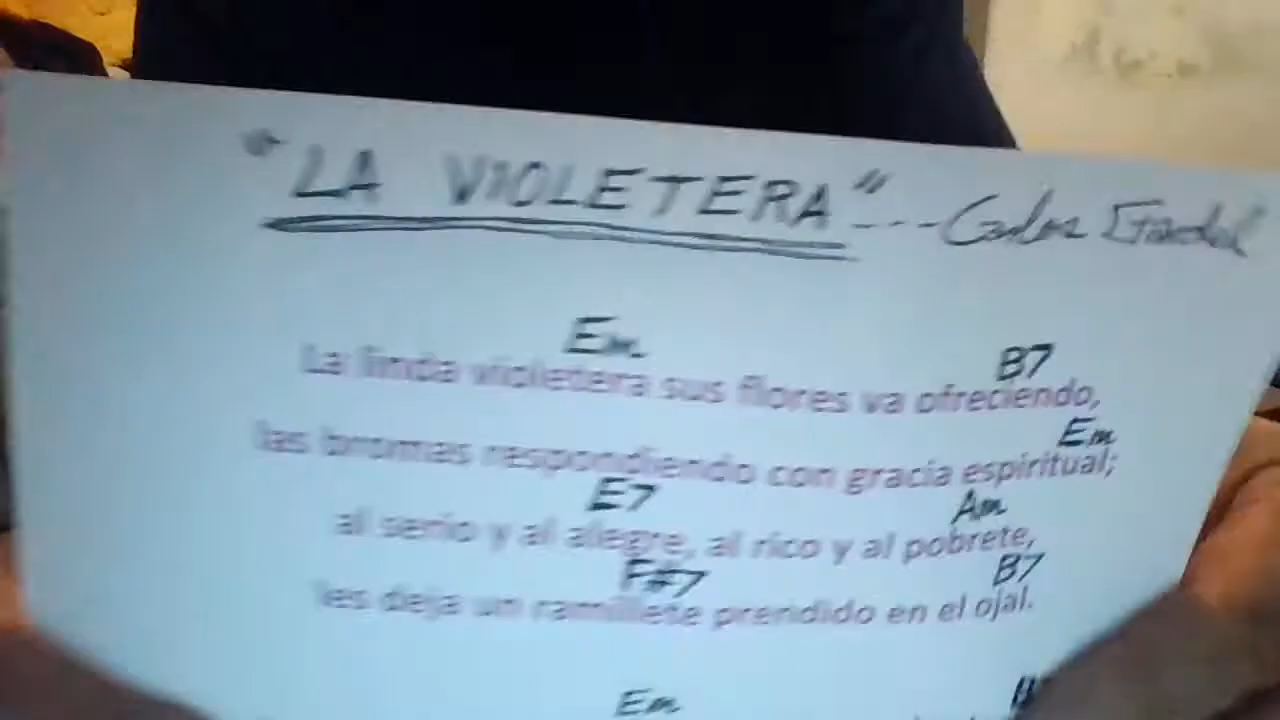 "LA VIOLETERA"---Carlos Gardel
Em B7
La linda violetera sus flores va ofreciendo,
Em
las bromas respondiendo con gracia espiritual;
E7 Am
al serio y al alegre, al rico y al pobrete,
F#7 B7
les deja un ramillete prendido en el ojal.
Em